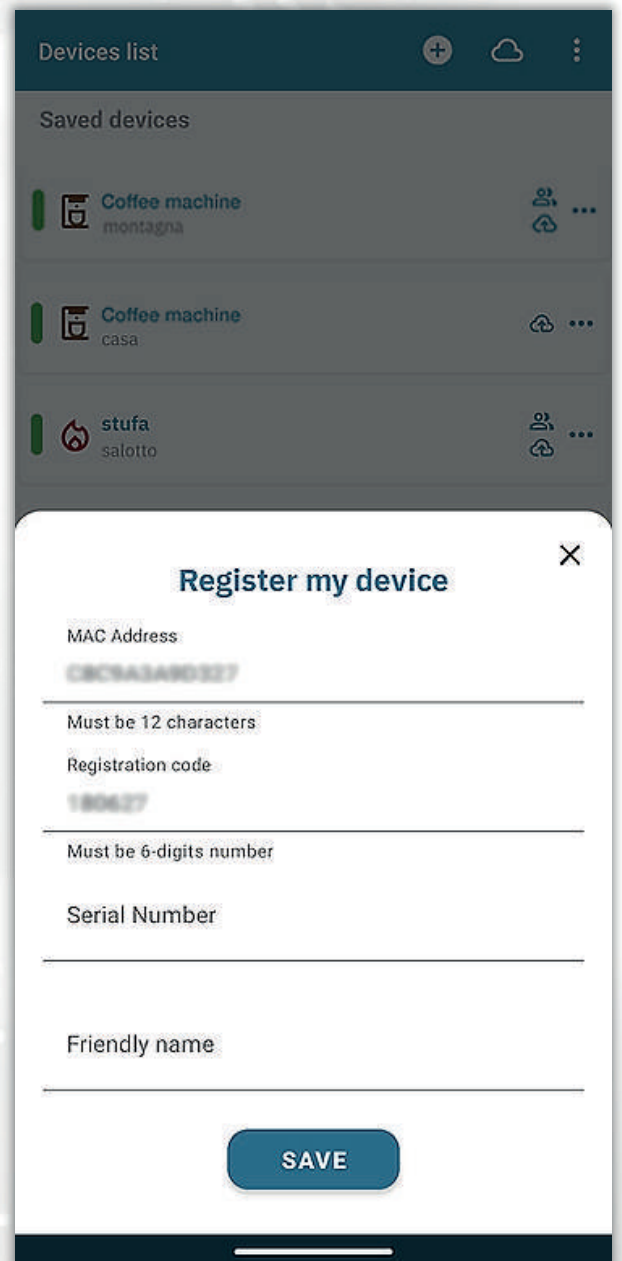 Devices list
Saved devices
Coffee machine
montagna
Coffee machine
casa
stufa
salotto
Register my device
MAC Address
Must be 12 characters
Registration code
Must be 6-digits number
Serial Number
Friendly name
SAVE